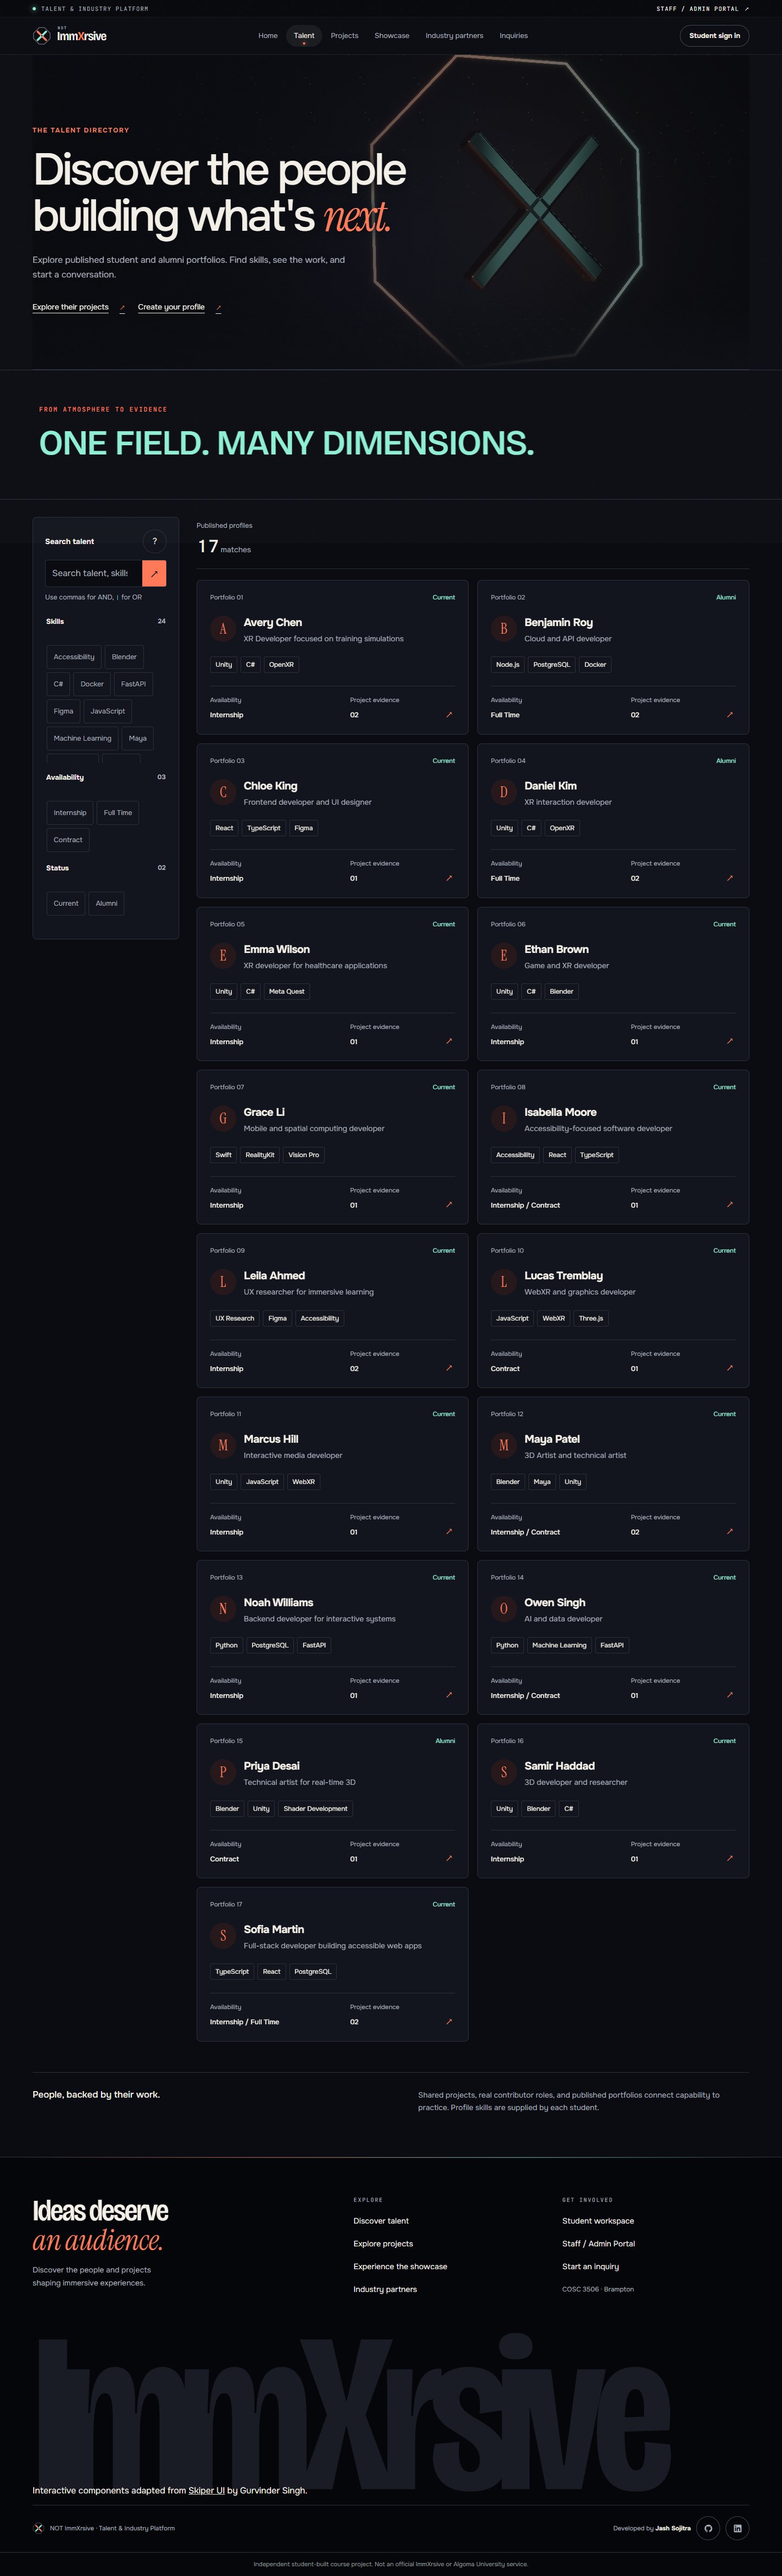 TALENT & INDUSTRY PLATFORM
STAFF / ADMIN PORTAL ↗
NOT
ImmXrsive
Home Talent Projects Showcase Industry partners Inquiries
Student sign in
THE TALENT DIRECTORY
Discover the people
building what's next.
Explore published student and alumni portfolios. Find skills, see the work, and
start a conversation.
Explore their projects ↗ Create your profile ↗
FROM ATMOSPHERE TO EVIDENCE
ONE FIELD. MANY DIMENSIONS.
Search talent ?
Search talent, skills ↗
Use commas for AND, | for OR
Skills 24
Accessibility Blender
C# Docker FastAPI
Figma JavaScript
Machine Learning Maya
Availability 03
Internship Full Time
Contract
Status 02
Current Alumni
Published profiles
17 matches
Portfolio 01 Current
A Avery Chen
XR Developer focused on training simulations
Unity C# OpenXR
Availability Project evidence
Internship 02 ↗
Portfolio 02 Alumni
B Benjamin Roy
Cloud and API developer
Node.js PostgreSQL Docker
Availability Project evidence
Full Time 02 ↗
Portfolio 03 Current
C Chloe King
Frontend developer and UI designer
React TypeScript Figma
Availability Project evidence
Internship 01 ↗
Portfolio 04 Alumni
D Daniel Kim
XR interaction developer
Unity C# OpenXR
Availability Project evidence
Full Time 02 ↗
Portfolio 05 Current
E Emma Wilson
XR developer for healthcare applications
Unity C# Meta Quest
Availability Project evidence
Internship 01 ↗
Portfolio 06 Current
E Ethan Brown
Game and XR developer
Unity C# Blender
Availability Project evidence
Internship 01 ↗
Portfolio 07 Current
G Grace Li
Mobile and spatial computing developer
Swift RealityKit Vision Pro
Availability Project evidence
Internship 01 ↗
Portfolio 08 Current
I Isabella Moore
Accessibility-focused software developer
Accessibility React TypeScript
Availability Project evidence
Internship / Contract 01 ↗
Portfolio 09 Current
L Leila Ahmed
UX researcher for immersive learning
UX Research Figma Accessibility
Availability Project evidence
Internship 02 ↗
Portfolio 10 Current
L Lucas Tremblay
WebXR and graphics developer
JavaScript WebXR Three.js
Availability Project evidence
Contract 01 ↗
Portfolio 11 Current
M Marcus Hill
Interactive media developer
Unity JavaScript WebXR
Availability Project evidence
Internship 01 ↗
Portfolio 12 Current
M Maya Patel
3D Artist and technical artist
Blender Maya Unity
Availability Project evidence
Internship / Contract 02 ↗
Portfolio 13 Current
N Noah Williams
Backend developer for interactive systems
Python PostgreSQL FastAPI
Availability Project evidence
Internship 01 ↗
Portfolio 14 Current
O Owen Singh
AI and data developer
Python Machine Learning FastAPI
Availability Project evidence
Internship / Contract 01 ↗
Portfolio 15 Alumni
P Priya Desai
Technical artist for real-time 3D
Blender Unity Shader Development
Availability Project evidence
Contract 01 ↗
Portfolio 16 Current
S Samir Haddad
3D developer and researcher
Unity Blender C#
Availability Project evidence
Internship 01 ↗
Portfolio 17 Current
S Sofia Martin
Full-stack developer building accessible web apps
TypeScript React PostgreSQL
Availability Project evidence
Internship / Full Time 02 ↗
People, backed by their work.
Shared projects, real contributor roles, and published portfolios connect capability to
practice. Profile skills are supplied by each student.
Ideas deserve
an audience.
Discover the people and projects
shaping immersive experiences.
EXPLORE
Discover talent
Explore projects
Experience the showcase
Industry partners
GET INVOLVED
Student workspace
Staff / Admin Portal
Start an inquiry
COSC 3506 · Brampton
ImmXrsive
Interactive components adapted from Skiper UI by Gurvinder Singh.
NOT ImmXrsive · Talent & Industry Platform
Developed by Jash Sojitra
Independent student-built course project. Not an official ImmXrsive or Algoma University service.